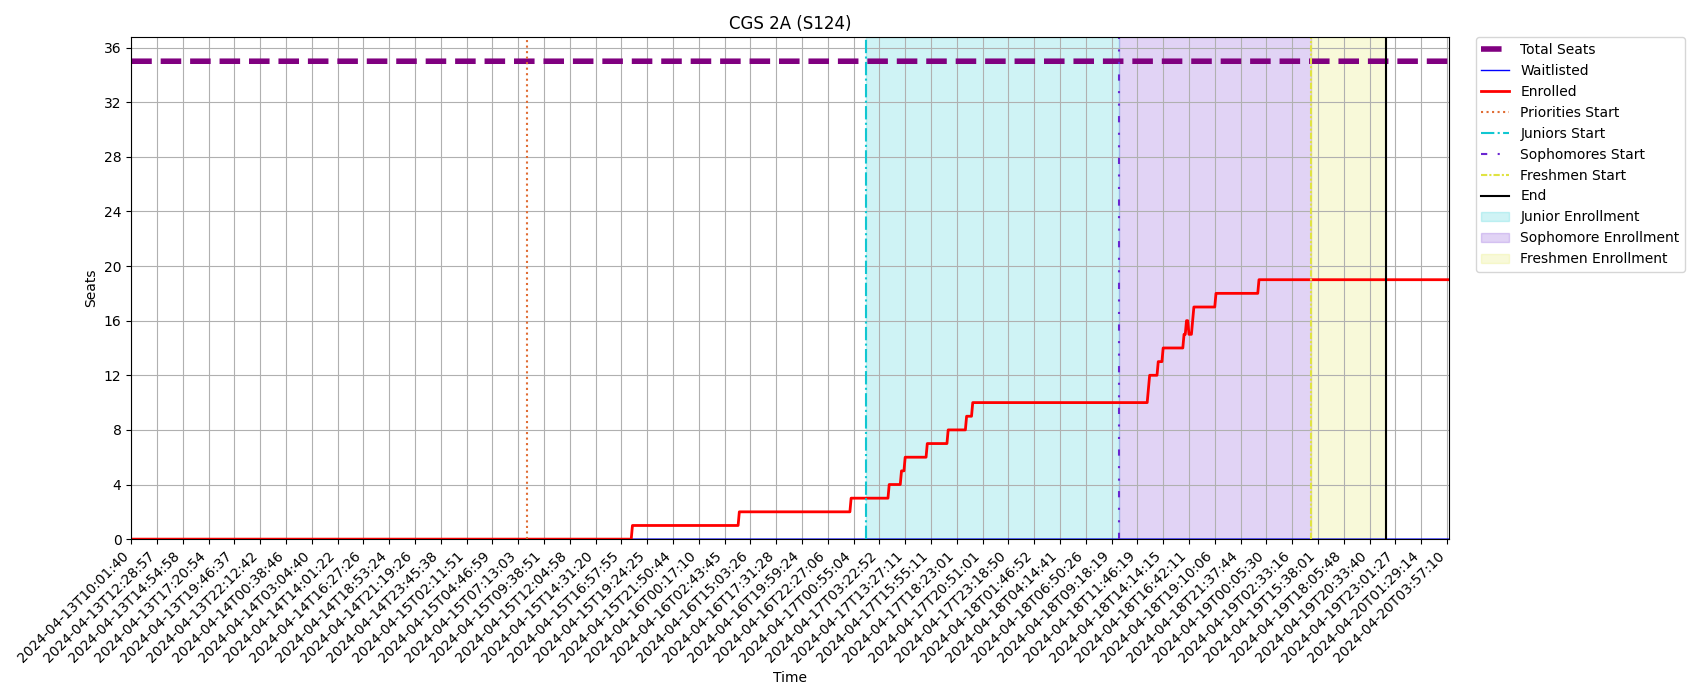 CGS 2A (S124)
Total Seats
Waitlisted
Enrolled
Priorities Start
Juniors Start
Sophomores Start
Freshmen Start
End
Junior Enrollment
Sophomore Enrollment
Freshmen Enrollment
Seats
36
32
28
24
20
16
12
8
4
0
2024-04-13T10:01:40
2024-04-13T12:28:57
2024-04-13T14:54:58
2024-04-13T17:20:54
2024-04-13T19:46:37
2024-04-13T22:12:42
2024-04-14T00:38:46
2024-04-14T03:04:40
2024-04-14T14:01:22
2024-04-14T16:27:26
2024-04-14T18:53:24
2024-04-14T21:19:26
2024-04-14T23:45:38
2024-04-15T02:11:51
2024-04-15T04:46:59
2024-04-15T07:13:03
2024-04-15T09:38:51
2024-04-15T12:04:58
2024-04-15T14:31:20
2024-04-15T16:57:55
2024-04-15T19:24:25
2024-04-15T21:50:44
2024-04-16T00:17:10
2024-04-16T02:43:45
2024-04-16T15:03:26
2024-04-16T17:31:28
2024-04-16T19:59:24
2024-04-16T22:27:06
2024-04-17T00:55:04
2024-04-17T03:22:52
2024-04-17T13:27:11
2024-04-17T15:55:11
2024-04-17T18:23:01
2024-04-17T20:51:01
2024-04-17T23:18:50
2024-04-18T01:46:52
2024-04-18T04:14:41
2024-04-18T06:50:26
2024-04-18T09:18:19
2024-04-18T11:46:19
2024-04-18T14:14:15
2024-04-18T16:42:11
2024-04-18T19:10:06
2024-04-18T21:37:44
2024-04-19T00:05:30
2024-04-19T02:33:16
2024-04-19T15:38:01
2024-04-19T18:05:48
2024-04-19T20:33:40
2024-04-19T23:01:27
2024-04-20T01:29:14
2024-04-20T03:57:10
Time